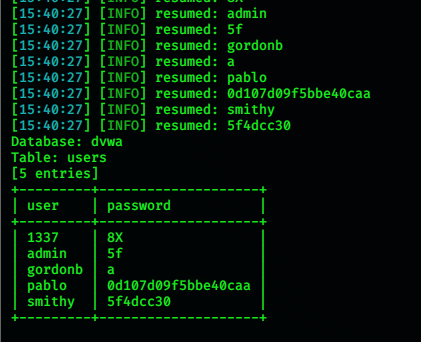 [15:40:27] [INFO] resumed: 8X
[15:40:27] [INFO] resumed: admin
[15:40:27] [INFO] resumed: 5f
[15:40:27] [INFO] resumed: gordonb
[15:40:27] [INFO] resumed: a
[15:40:27] [INFO] resumed: pablo
[15:40:27] [INFO] resumed: 0d107d09f5bbe40caa
[15:40:27] [INFO] resumed: smithy
[15:40:27] [INFO] resumed: 5f4dcc30
Database: dvwa
Table: users
[5 entries]
+---------+--------------------+
| user    | password           |
+---------+--------------------+
| 1337    | 8X                 |
| admin   | 5f                 |
| gordonb | a                  |
| pablo   | 0d107d09f5bbe40caa |
| smithy  | 5f4dcc30           |
+---------+--------------------+